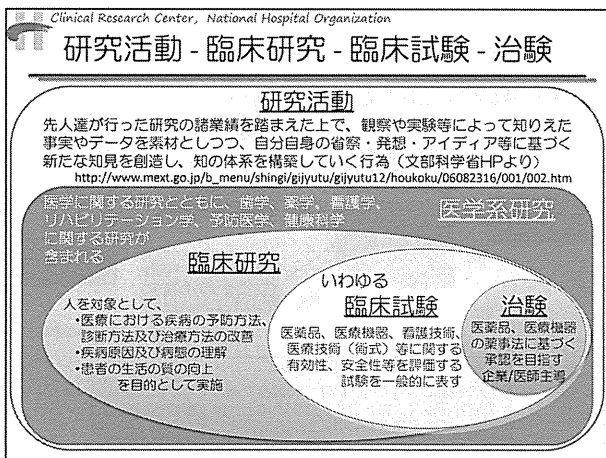 Clinical Research Center, National Hospital Organization
研究活動 - 臨床研究 - 臨床試験 - 治験
研究活動
先人達が行った研究の諸業績を踏まえた上で、観察や実験等によって知りえた
事実やデータを素材としつつ、自分自身の省察・発想・アイディア等に基づく
新たな知見を創造し、知の体系を構築していく行為（文部科学省HPより）
http://www.mext.go.jp/b_menu/shingi/gijyutu/gijyutu12/houkoku/06082316/001/002.htm
医学に関する研究とともに、歯学、薬学、看護学、
リハビリテーション学、予防医学、健康科学
に関する研究が
含まれる
医学系研究
臨床研究
人を対象として、
・医療における疾病の予防方法、
診断方法及び治療方法の改善
・疾病原因及び病態の理解
・患者の生活の質の向上
を目的として実施
いわゆる
臨床試験
医薬品、医療機器、看護技術、
医療技術（術式）等に関する
有効性、安全性等を評価する
試験を一般的に表す
治験
医薬品、医療機器
の薬事法に基づく
承認を目指す
企業/医師主導